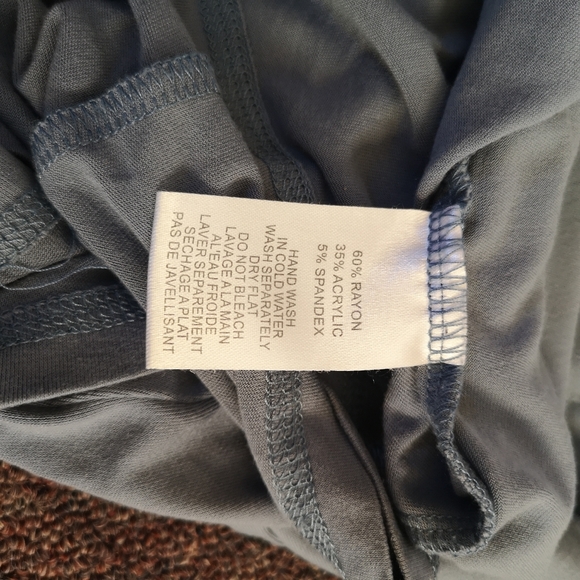 60% RAYON
35% ACRYLIC
5% SPANDEX
HAND WASH
IN COLD WATER
WASH SEPARATELY
DRY FLAT
DO NOT BLEACH
LAVAGE A LA MAIN
AL'EAU FROIDE
LAVER SEPAREMENT
SECHAGE A PLAT
PAS DE JAVELLISANT